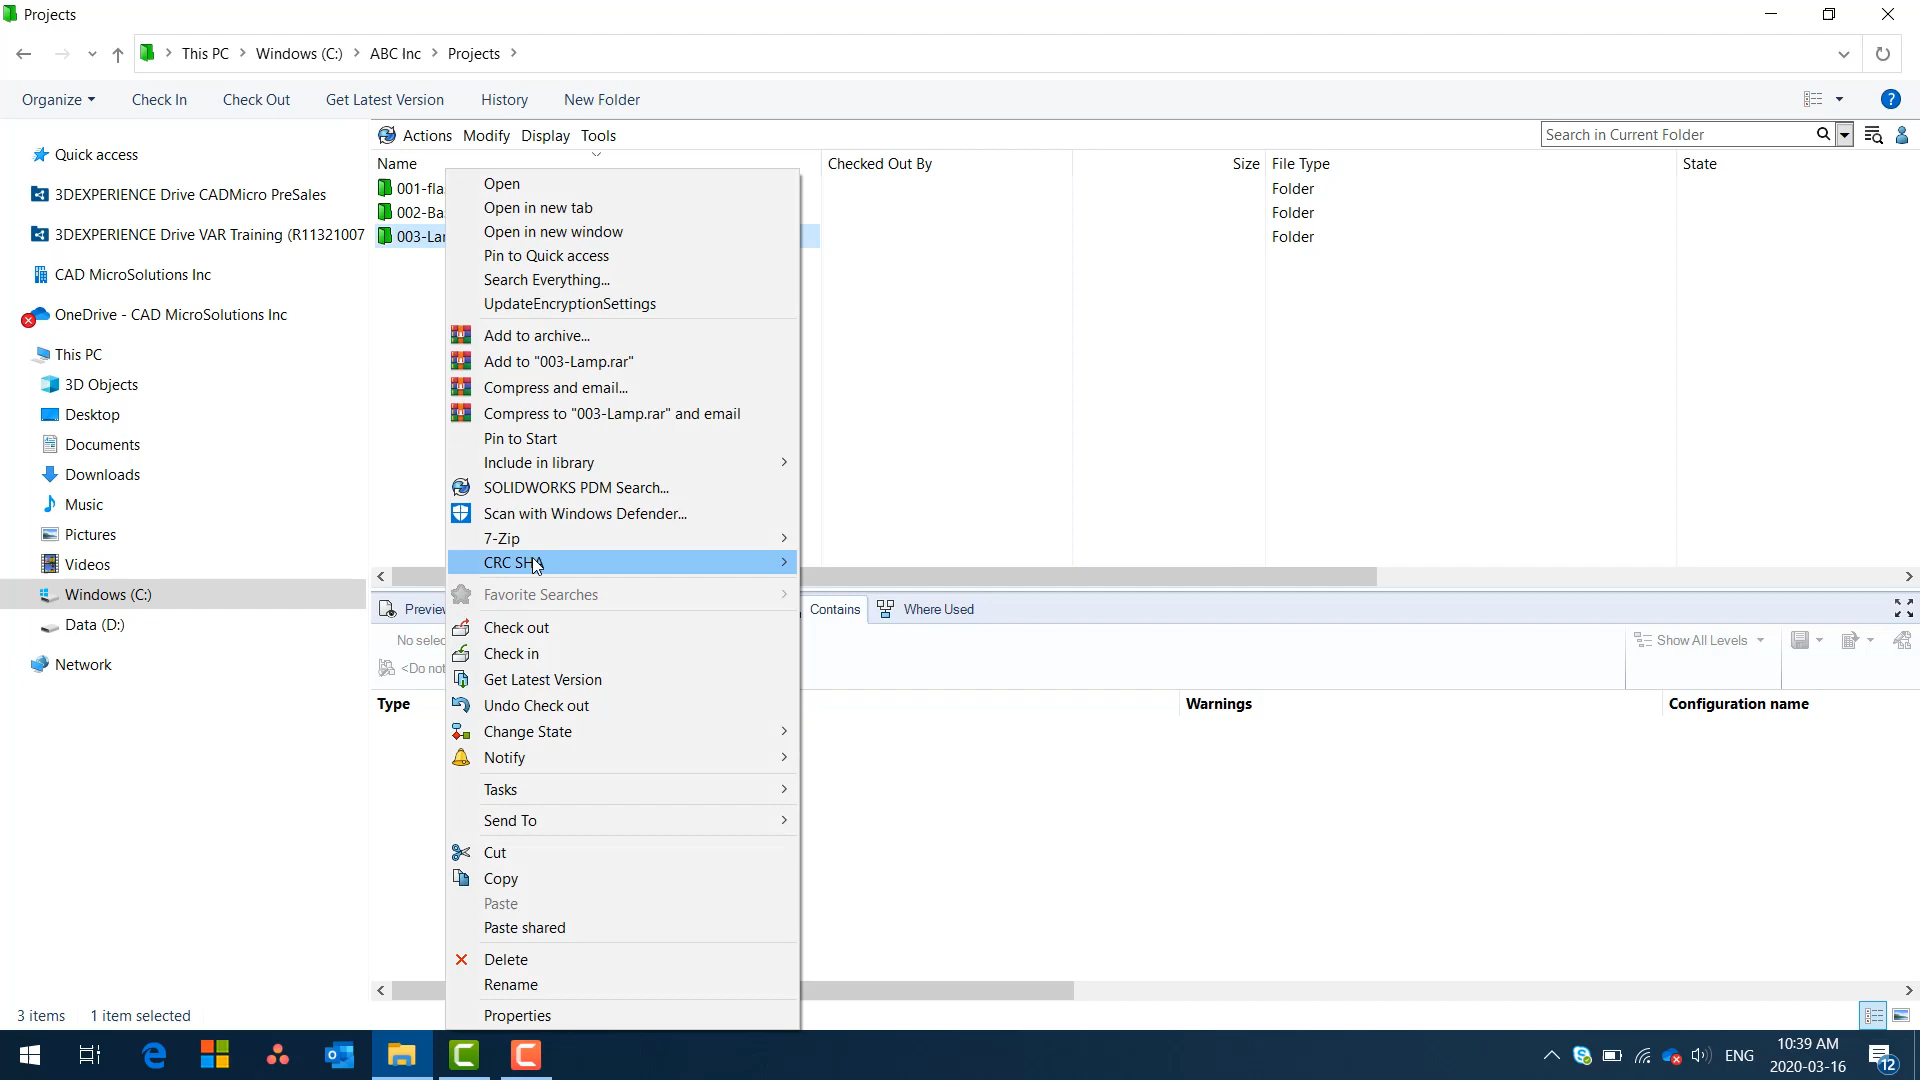 Projects
This PC > Windows (C:) > ABC Inc > Projects >
Organize Check In Check Out Get Latest Version History New Folder ?
Actions Modify Display Tools Search in Current Folder
Name Checked Out By Size File Type State
001-fla Folder
002-Ba Folder
003-Lam Folder
Quick access
3DEXPERIENCE Drive CADMicro PreSales
3DEXPERIENCE Drive VAR Training (R11321007
CAD MicroSolutions Inc
OneDrive - CAD MicroSolutions Inc
This PC
3D Objects
Desktop
Documents
Downloads
Music
Pictures
Videos
Windows (C:)
Data (D:)
Network
Open
Open in new tab
Open in new window
Pin to Quick access
Search Everything...
UpdateEncryptionSettings
Add to archive...
Add to "003-Lamp.rar"
Compress and email...
Compress to "003-Lamp.rar" and email
Pin to Start
Include in library
SOLIDWORKS PDM Search...
Scan with Windows Defender...
7-Zip
CRC SHA
Favorite Searches
Check out
Check in
Get Latest Version
Undo Check out
Change State
Notify
Tasks
Send To
Cut
Copy
Paste
Paste shared
Delete
Rename
Properties
Preview Contains Where Used
No selec Show All Levels
<Do not
Type Warnings Configuration name
3 items 1 item selected
ENG 10:39 AM
2020-03-16
12